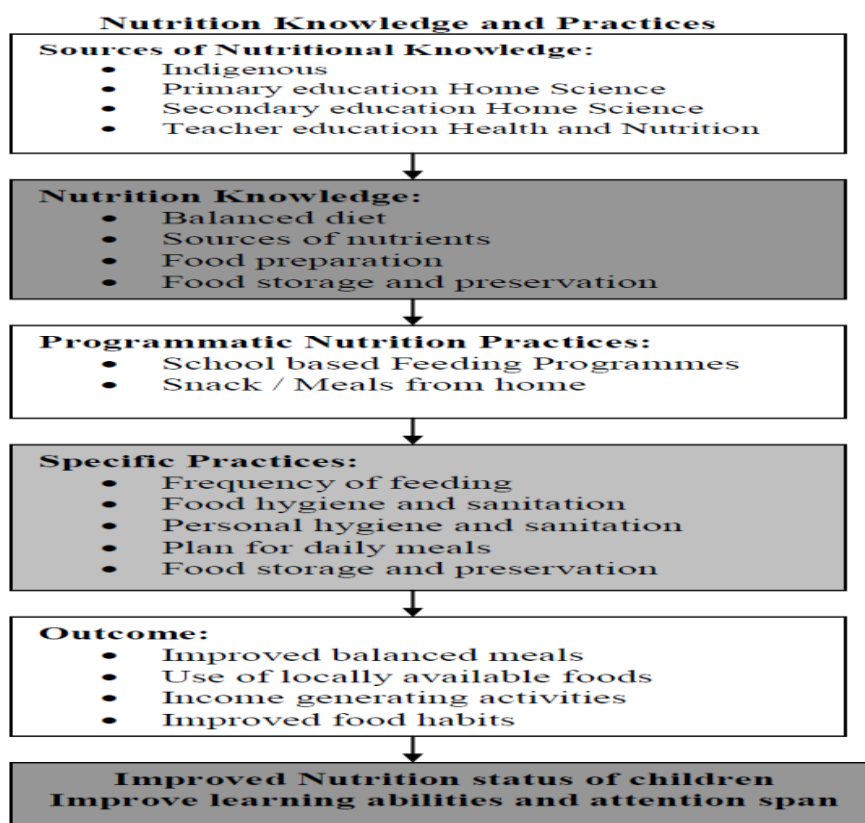 Nutrition Knowledge and Practices
Sources of Nutritional Knowledge:
• Indigenous
• Primary education Home Science
• Secondary education Home Science
• Teacher education Health and Nutrition
Nutrition Knowledge:
• Balanced diet
• Sources of nutrients
• Food preparation
• Food storage and preservation
Programmatic Nutrition Practices:
• School based Feeding Programmes
• Snack / Meals from home
Specific Practices:
• Frequency of feeding
• Food hygiene and sanitation
• Personal hygiene and sanitation
• Plan for daily meals
• Food storage and preservation
Outcome:
• Improved balanced meals
• Use of locally available foods
• Income generating activities
• Improved food habits
Improved Nutrition status of children
Improve learning abilities and attention span